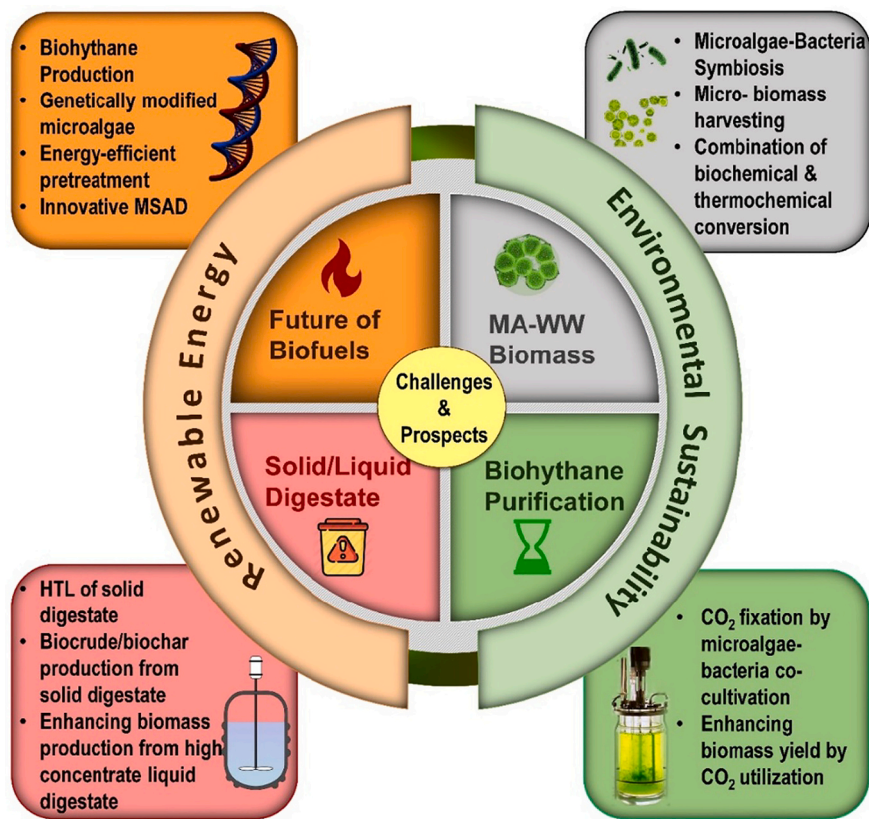 • Biohythane
Production
• Genetically modified
microalgae
• Energy-efficient
pretreatment
• Innovative MSAD
• Microalgae-Bacteria
Symbiosis
• Micro- biomass
harvesting
• Combination of
biochemical &
thermochemical
conversion
Renewable Energy
Environmental Sustainability
Future of
Biofuels
MA-WW
Biomass
Challenges
&
Prospects
Solid/Liquid
Digestate
Biohythane
Purification
• HTL of solid
digestate
• Biocrude/biochar
production from
solid digestate
• Enhancing biomass
production from high
concentrate liquid
digestate
• CO₂ fixation by
microalgae-
bacteria co-
cultivation
• Enhancing
biomass yield by
CO₂ utilization